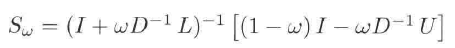 S_ω = (I + ωD⁻¹ L)⁻¹ [(1 − ω) I − ωD⁻¹ U]